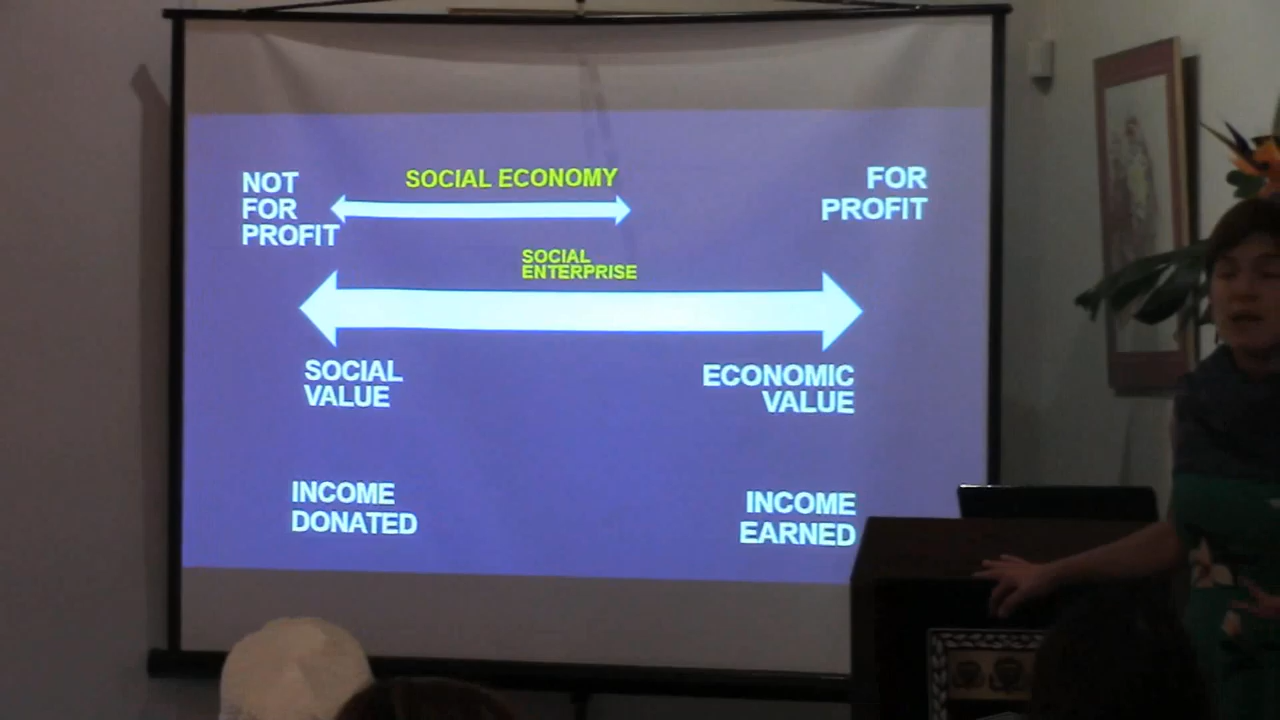 NOT
FOR
PROFIT
SOCIAL ECONOMY
FOR
PROFIT
SOCIAL
ENTERPRISE
SOCIAL
VALUE
ECONOMIC
VALUE
INCOME
DONATED
INCOME
EARNED